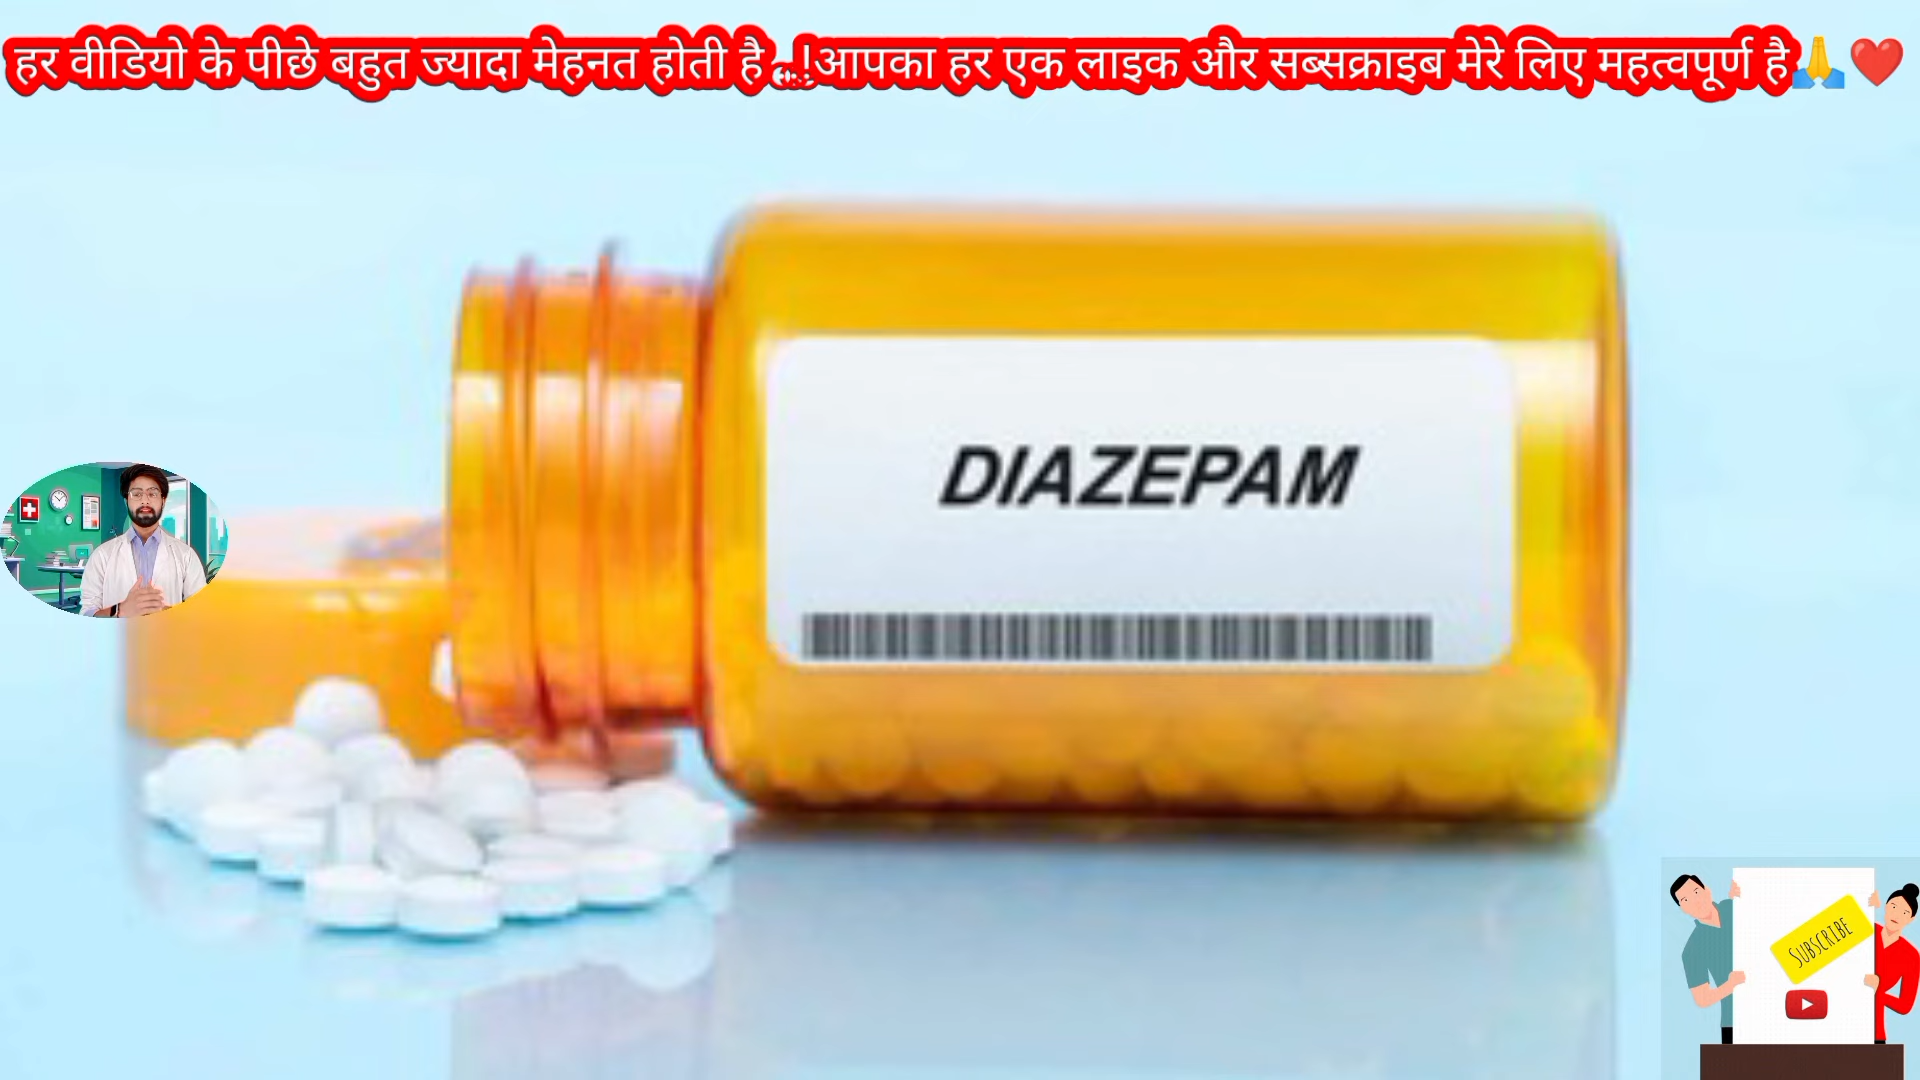 हर वीडियो के पीछे बहुत ज्यादा मेहनत होती है...!आपका हर एक लाइक और सब्सक्राइब मेरे लिए महत्वपूर्ण है🙏❤️
DIAZEPAM
SUBSCRIBE